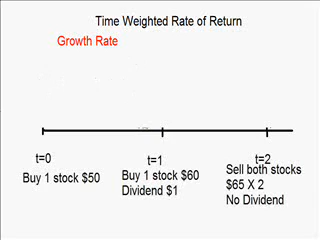 Time Weighted Rate of Return
Growth Rate
t=0
Buy 1 stock $50
t=1
Buy 1 stock $60
Dividend $1
t=2
Sell both stocks
$65 X 2
No Dividend